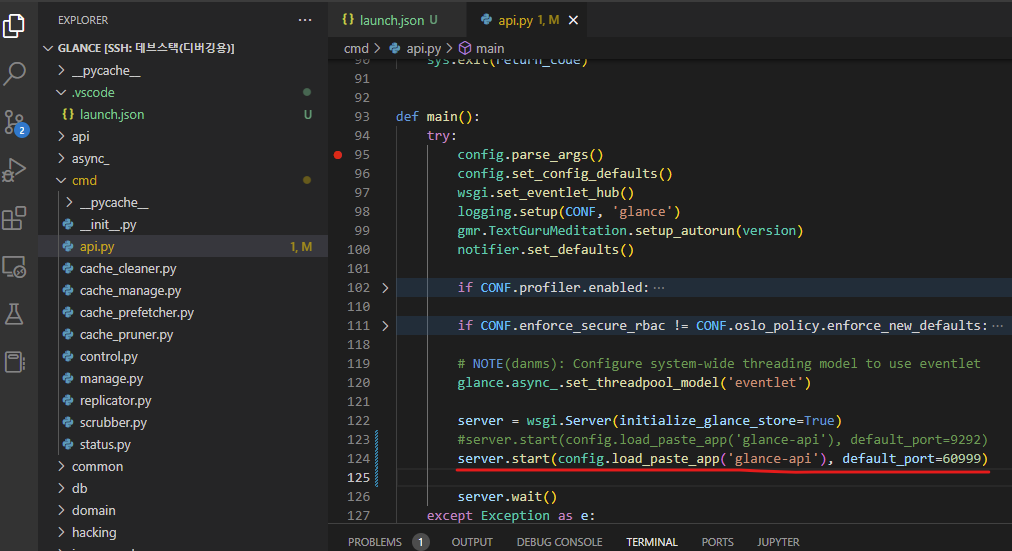 EXPLORER
GLANCE [SSH: 데브스택(디버깅용)]
__pycache__
.vscode
{} launch.json U
api
async_
cmd
__pycache__
__init__.py
api.py 1, M
cache_cleaner.py
cache_manage.py
cache_prefetcher.py
cache_pruner.py
control.py
manage.py
replicator.py
scrubber.py
status.py
common
db
domain
hacking
2
{} launch.json U
api.py 1, M
cmd > api.py > main
90 sys.exit(return_code)
91
92
93 def main():
94 try:
95 config.parse_args()
96 config.set_config_defaults()
97 wsgi.set_eventlet_hub()
98 logging.setup(CONF, 'glance')
99 gmr.TextGuruMeditation.setup_autorun(version)
100 notifier.set_defaults()
101
102 if CONF.profiler.enabled:···
110
111 if CONF.enforce_secure_rbac != CONF.oslo_policy.enforce_new_defaults:···
118
119 # NOTE(danms): Configure system-wide threading model to use eventlet
120 glance.async_.set_threadpool_model('eventlet')
121
122 server = wsgi.Server(initialize_glance_store=True)
123 #server.start(config.load_paste_app('glance-api'), default_port=9292)
124 server.start(config.load_paste_app('glance-api'), default_port=60999)
125
126 server.wait()
127 except Exception as e:
PROBLEMS 1 OUTPUT DEBUG CONSOLE TERMINAL PORTS JUPYTER